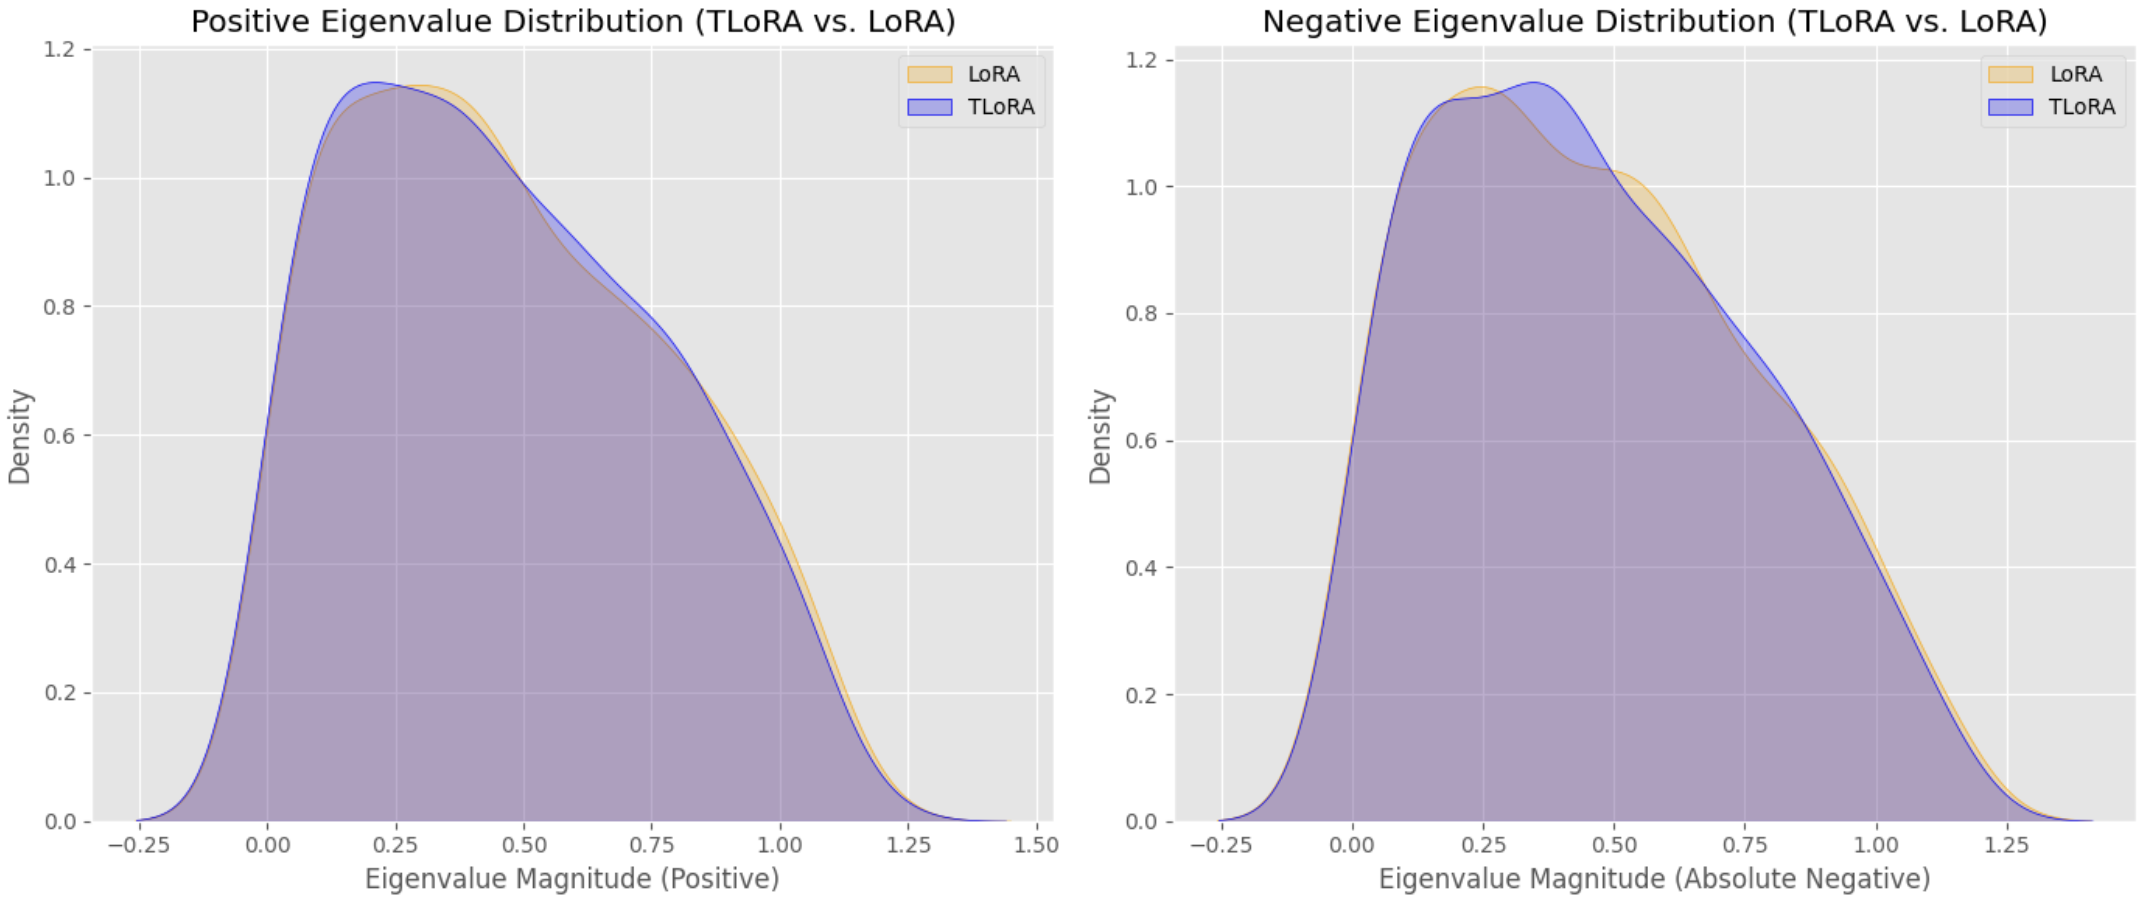 Positive Eigenvalue Distribution (TLoRA vs. LoRA)
1.2
1.0
0.8
0.6
0.4
0.2
0.0
Density
LoRA
TLoRA
−0.25 0.00 0.25 0.50 0.75 1.00 1.25 1.50
Eigenvalue Magnitude (Positive)
Negative Eigenvalue Distribution (TLoRA vs. LoRA)
1.2
1.0
0.8
0.6
0.4
0.2
0.0
Density
LoRA
TLoRA
−0.25 0.00 0.25 0.50 0.75 1.00 1.25
Eigenvalue Magnitude (Absolute Negative)